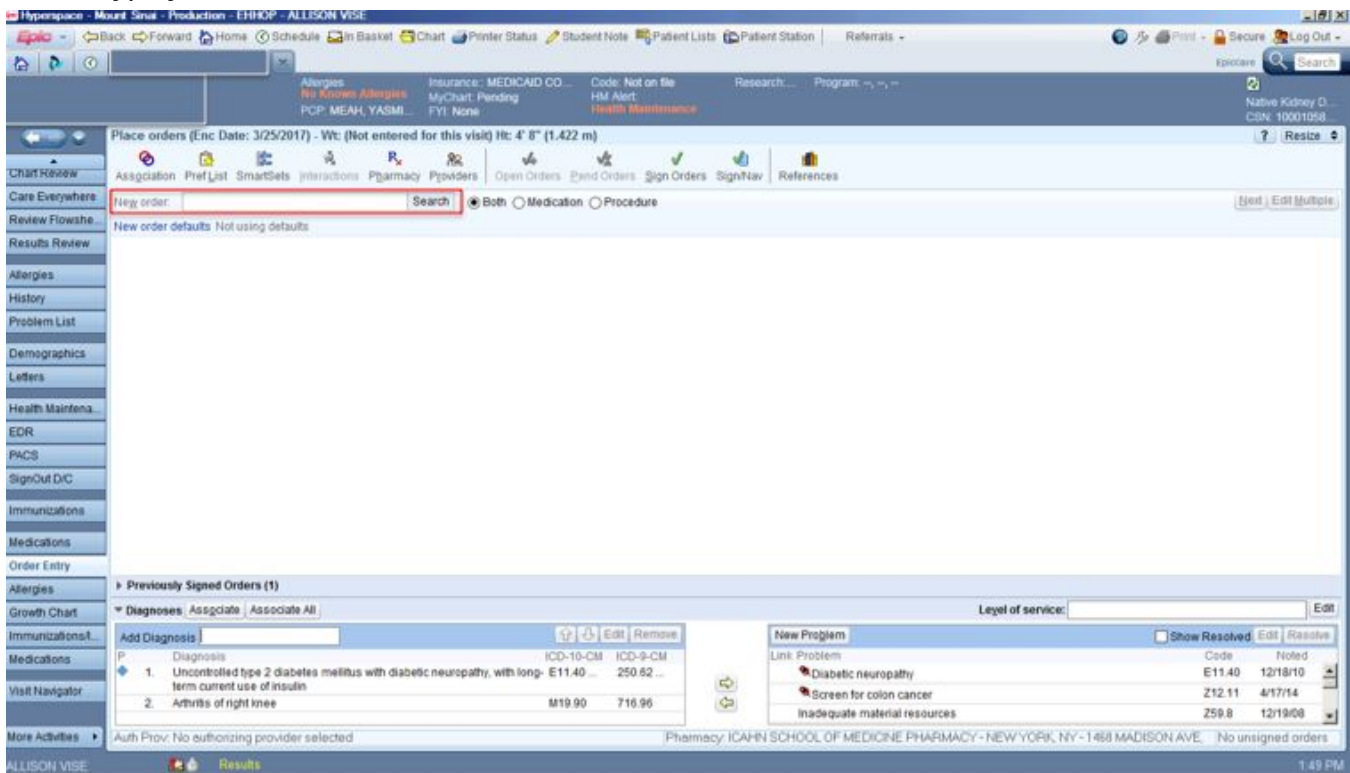 Hyperspace - Mount Sinai - Production - EHHOP - ALLISON VISE
Epic Back Forward Home Schedule In Basket Chart Printer Status Student Note Patient Lists Patient Station Referrals Print Secure Log Out
Epiccare Search
Allergies Insurance: MEDICAID CO... Code: Not on file Research:... Program: --, --, --
No Known Allergies MyChart: Pending HM Alert:
PCP: MEAH, YASMI... FYI: None Health Maintenance
Native Kidney D...
CSN: 10001058...
Place orders (Enc Date: 3/25/2017) - Wt: (Not entered for this visit) Ht: 4' 8" (1.422 m) ? Resize
Association Pref List SmartSets Interactions Pharmacy Providers Open Orders Pend Orders Sign Orders Sign/Nav References
New order: Search Both Medication Procedure Next Edit Multiple
New order defaults Not using defaults
Chart Review
Care Everywhere
Review Flowshe...
Results Review
Allergies
History
Problem List
Demographics
Letters
Health Maintena...
EDR
PACS
SignOut D/C
Immunizations
Medications
Order Entry
Allergies
Growth Chart
Immunizations/I...
Medications
Visit Navigator
More Activities
Previously Signed Orders (1)
Diagnoses Associate Associate All Level of service: Edit
Add Diagnosis Edit Remove
P Diagnosis ICD-10-CM ICD-9-CM
1. Uncontrolled type 2 diabetes mellitus with diabetic neuropathy, with long- E11.40 ... 250.62 ...
term current use of insulin
2. Arthritis of right knee M19.90 716.96
New Problem Show Resolved Edit Resolve
Link Problem Code Noted
Diabetic neuropathy E11.40 12/18/10
Screen for colon cancer Z12.11 4/17/14
Inadequate material resources Z59.8 12/19/08
Auth Prov: No authorizing provider selected Pharmacy: ICAHN SCHOOL OF MEDICINE PHARMACY - NEW YORK, NY - 1468 MADISON AVE. No unsigned orders
ALLISON VISE Results 1:49 PM